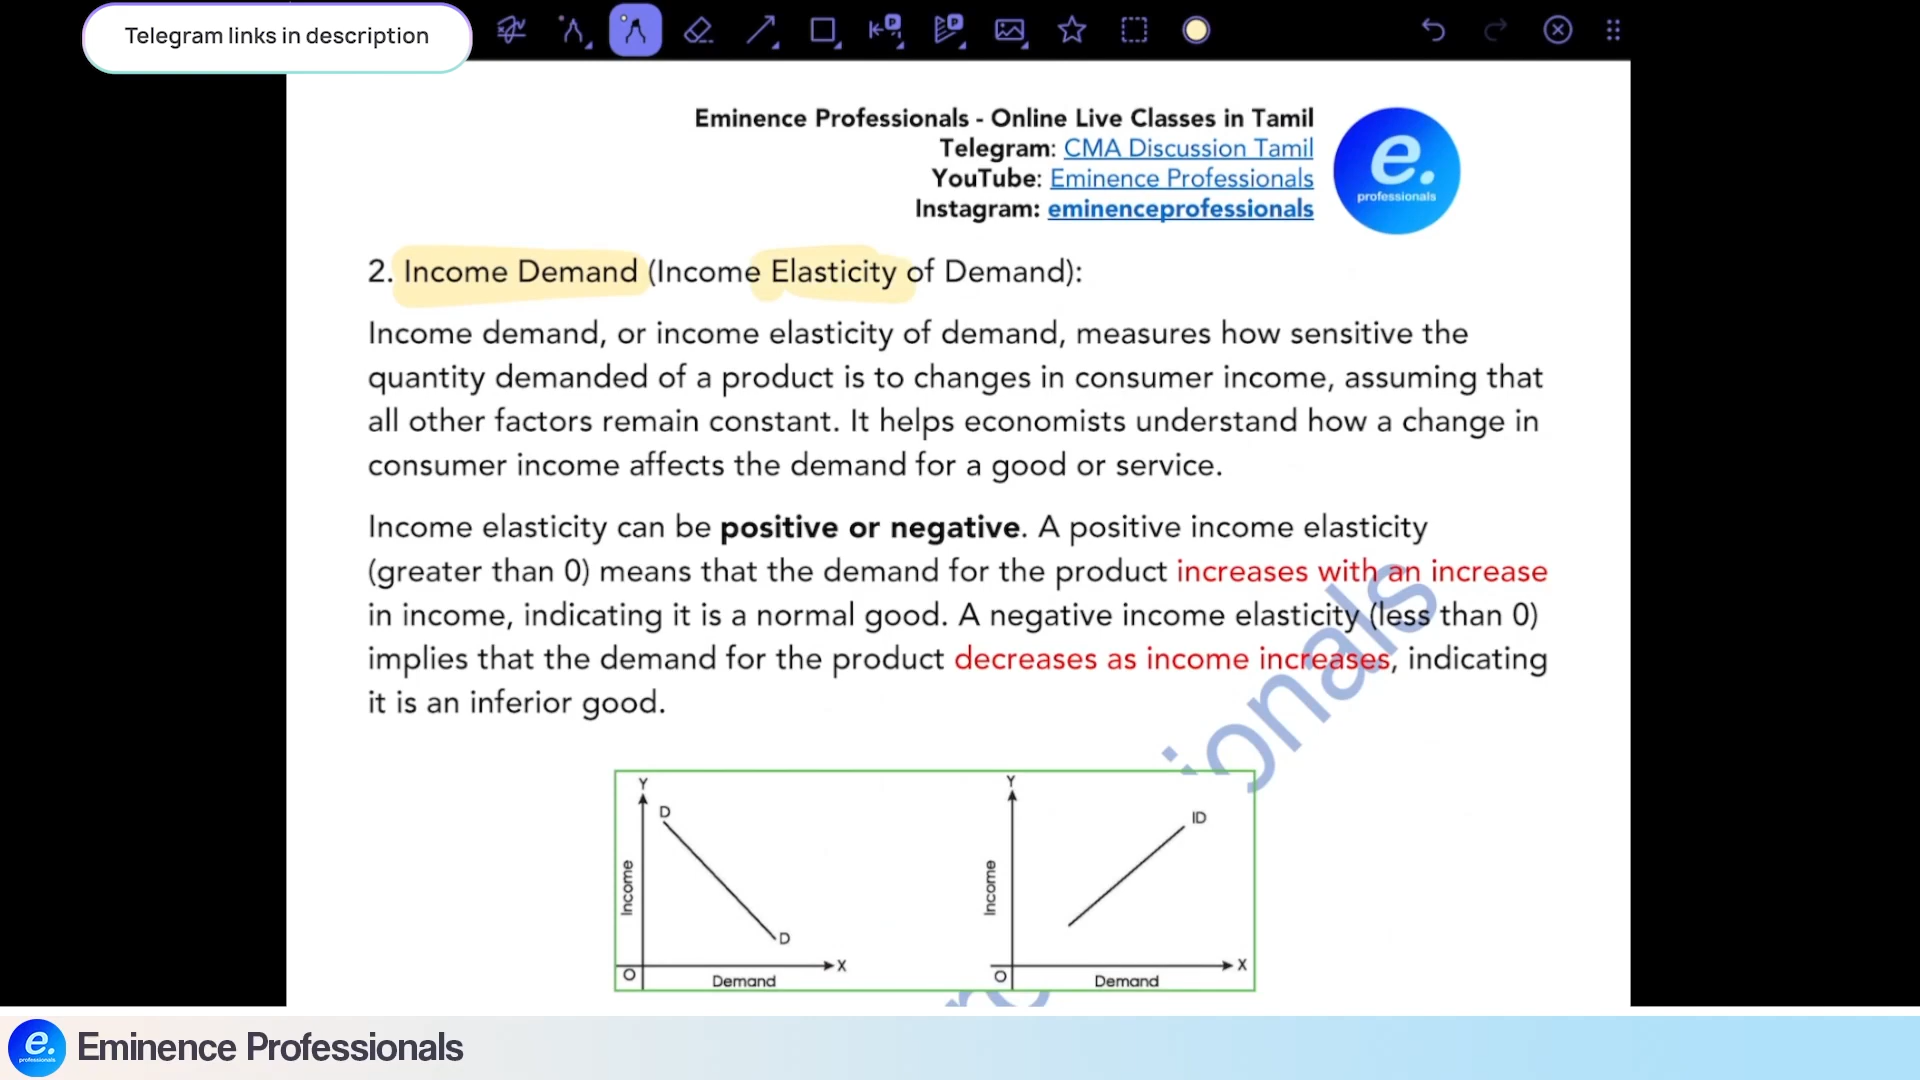 Telegram links in description
Eminence Professionals - Online Live Classes in Tamil
Telegram: CMA Discussion Tamil
YouTube: Eminence Professionals
Instagram: eminenceprofessionals
e.
professionals
2. Income Demand (Income Elasticity of Demand):
Income demand, or income elasticity of demand, measures how sensitive the
quantity demanded of a product is to changes in consumer income, assuming that
all other factors remain constant. It helps economists understand how a change in
consumer income affects the demand for a good or service.
Income elasticity can be positive or negative. A positive income elasticity
(greater than 0) means that the demand for the product increases with an increase
in income, indicating it is a normal good. A negative income elasticity (less than 0)
implies that the demand for the product decreases as income increases, indicating
it is an inferior good.
Y
D
Income
D
O
X
Demand
Y
ID
Income
O
X
Demand
e.
professionals
Eminence Professionals